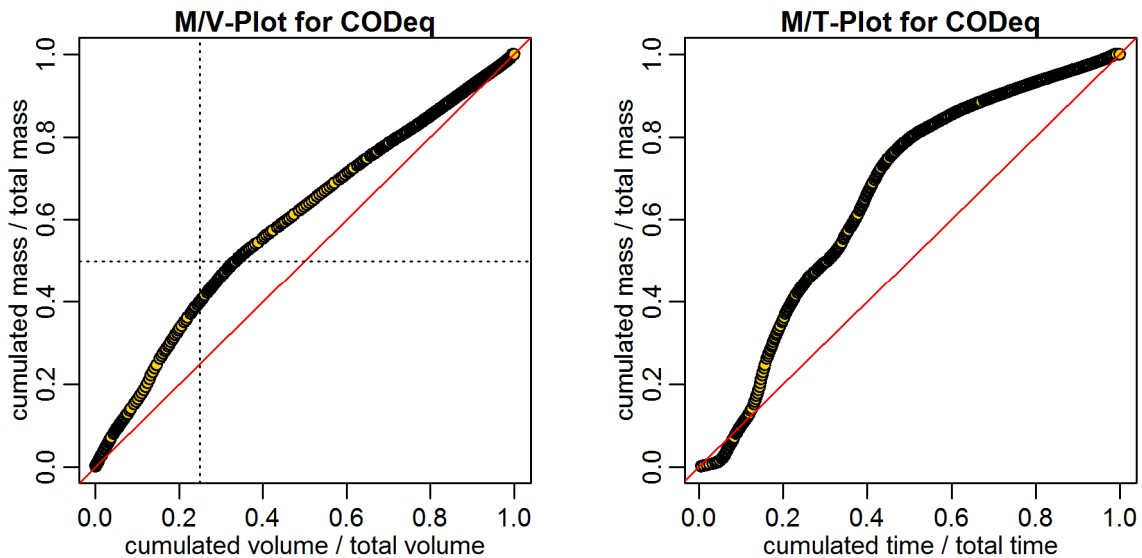 M/V-Plot for CODeq
cumulated mass / total mass
1.0
0.8
0.6
0.4
0.2
0.0
0.0 0.2 0.4 0.6 0.8 1.0
cumulated volume / total volume
M/T-Plot for CODeq
cumulated mass / total mass
1.0
0.8
0.6
0.4
0.2
0.0
0.0 0.2 0.4 0.6 0.8 1.0
cumulated time / total time